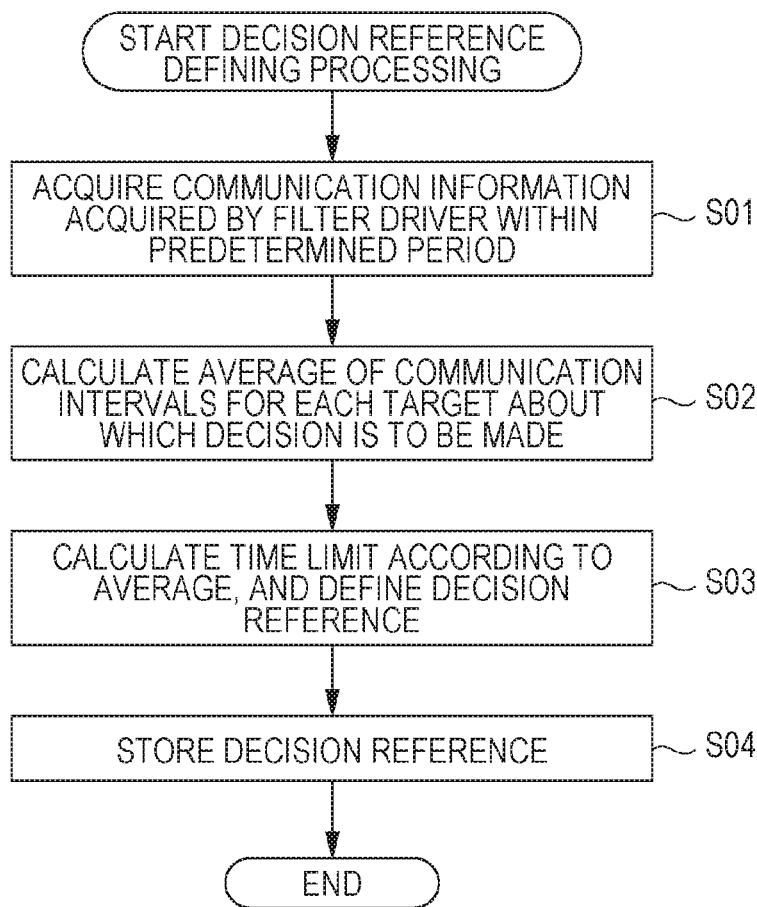 START DECISION REFERENCE
DEFINING PROCESSING
ACQUIRE COMMUNICATION INFORMATION
ACQUIRED BY FILTER DRIVER WITHIN
PREDETERMINED PERIOD
S01
CALCULATE AVERAGE OF COMMUNICATION
INTERVALS FOR EACH TARGET ABOUT
WHICH DECISION IS TO BE MADE
S02
CALCULATE TIME LIMIT ACCORDING TO
AVERAGE, AND DEFINE DECISION
REFERENCE
S03
STORE DECISION REFERENCE
S04
END